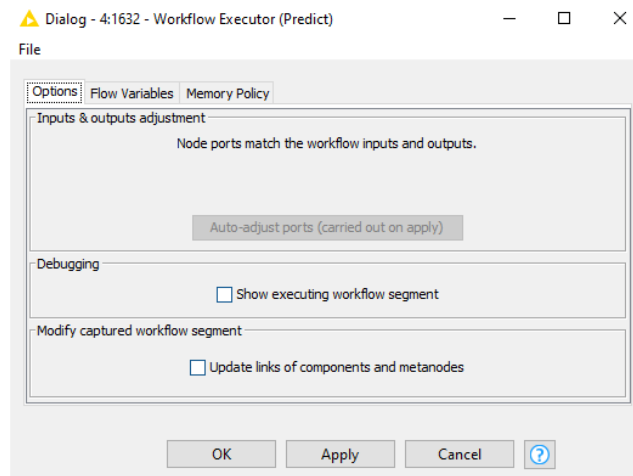 Dialog - 4:1632 - Workflow Executor (Predict)
File
Options Flow Variables Memory Policy
Inputs & outputs adjustment
Node ports match the workflow inputs and outputs.
Auto-adjust ports (carried out on apply)
Debugging
Show executing workflow segment
Modify captured workflow segment
Update links of components and metanodes
OK Apply Cancel ?